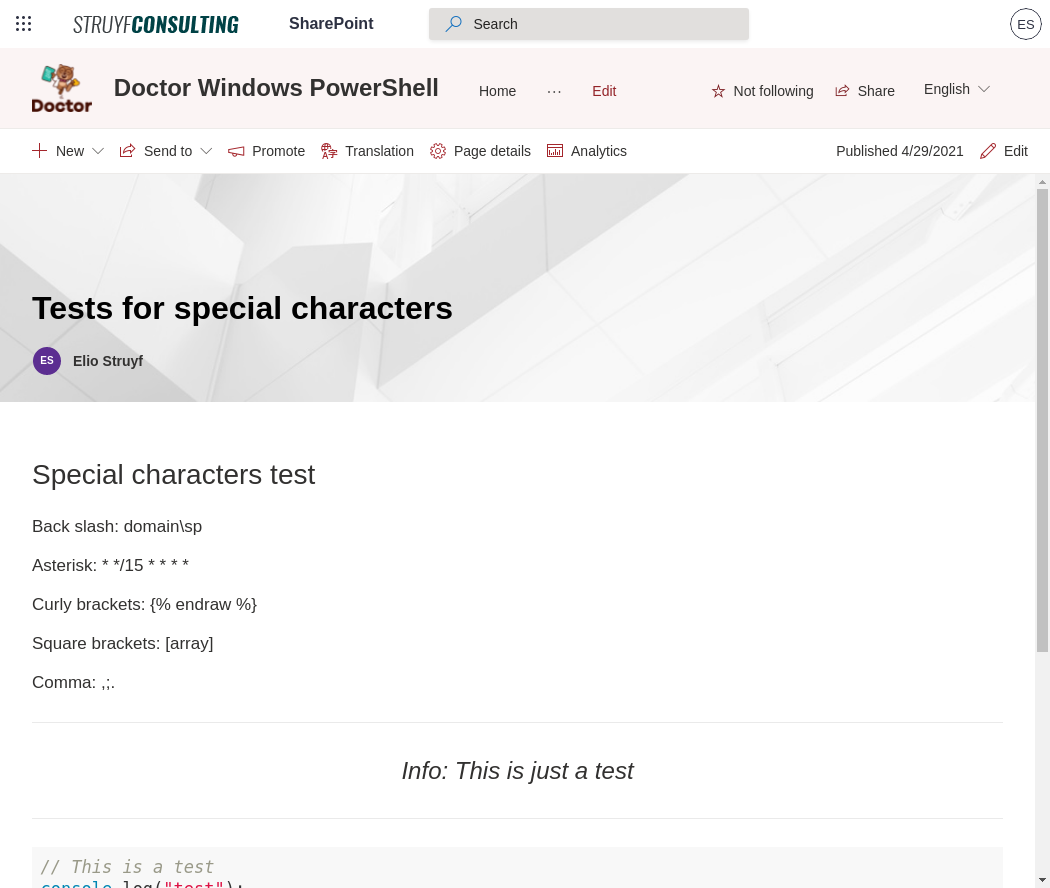 STRUYFCONSULTING SharePoint Search ES
Doctor
Doctor Windows PowerShell Home ··· Edit Not following Share English
New Send to Promote Translation Page details Analytics Published 4/29/2021 Edit
Tests for special characters
ES Elio Struyf
Special characters test
Back slash: domain\sp
Asterisk: * */15 * * * *
Curly brackets: {% endraw %}
Square brackets: [array]
Comma: ,;.
Info: This is just a test
// This is a test
console.log("test");